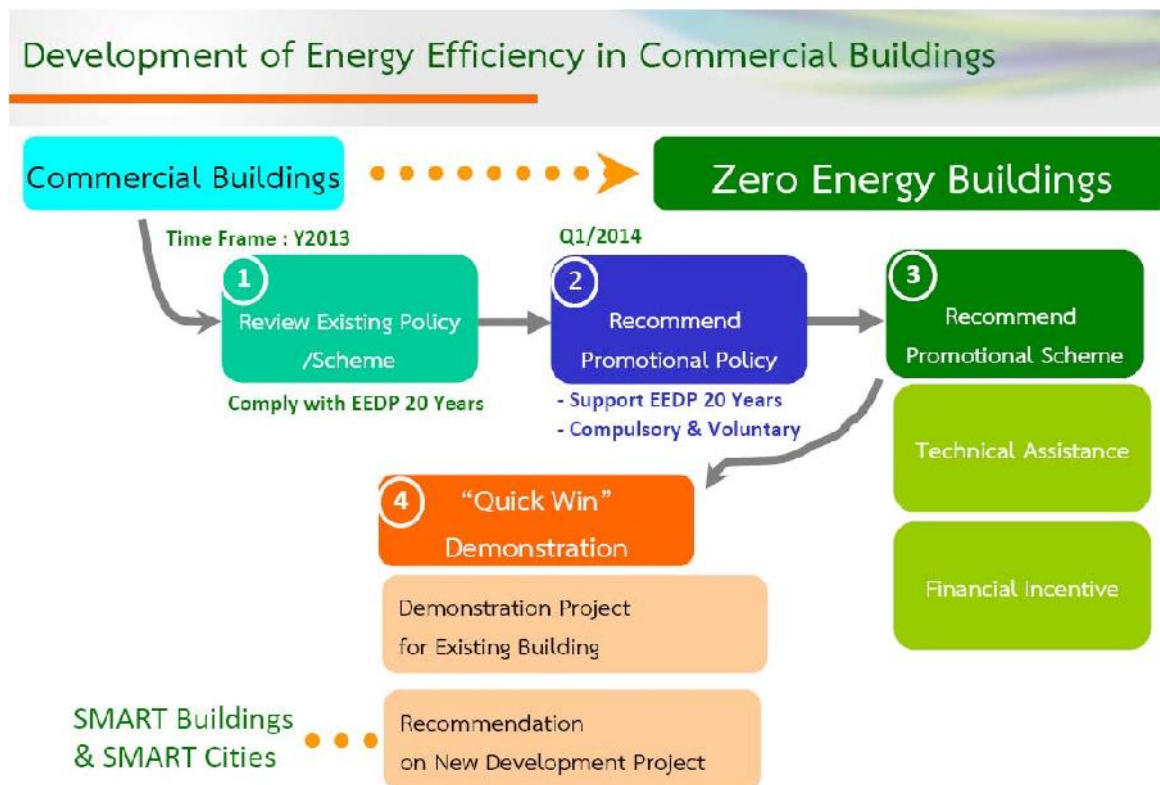 Development of Energy Efficiency in Commercial Buildings
Commercial Buildings
Zero Energy Buildings
Time Frame : Y2013
Q1/2014
1
Review Existing Policy
/Scheme
Comply with EEDP 20 Years
2
Recommend
Promotional Policy
- Support EEDP 20 Years
- Compulsory & Voluntary
3
Recommend
Promotional Scheme
Technical Assistance
Financial Incentive
4
“Quick Win”
Demonstration
Demonstration Project
for Existing Building
Recommendation
on New Development Project
SMART Buildings
& SMART Cities